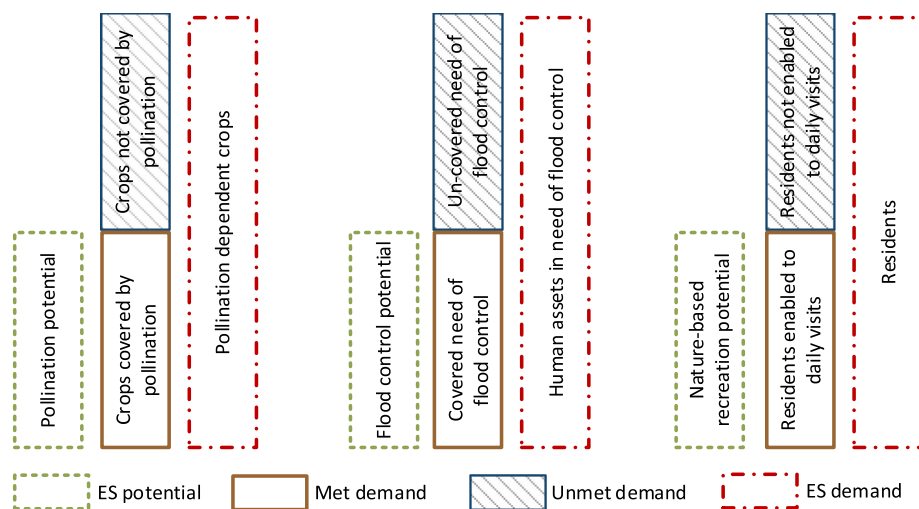 Pollination potential
Crops not covered by
pollination
Crops covered by
pollination
Pollination dependent crops
Flood control potential
Un-covered need of
flood control
Covered need of
flood control
Human assets in need of flood control
Nature-based
recreation potential
Residents not enabled
to daily visits
Residents enabled to
daily visits
Residents
ES potential
Met demand
Unmet demand
ES demand